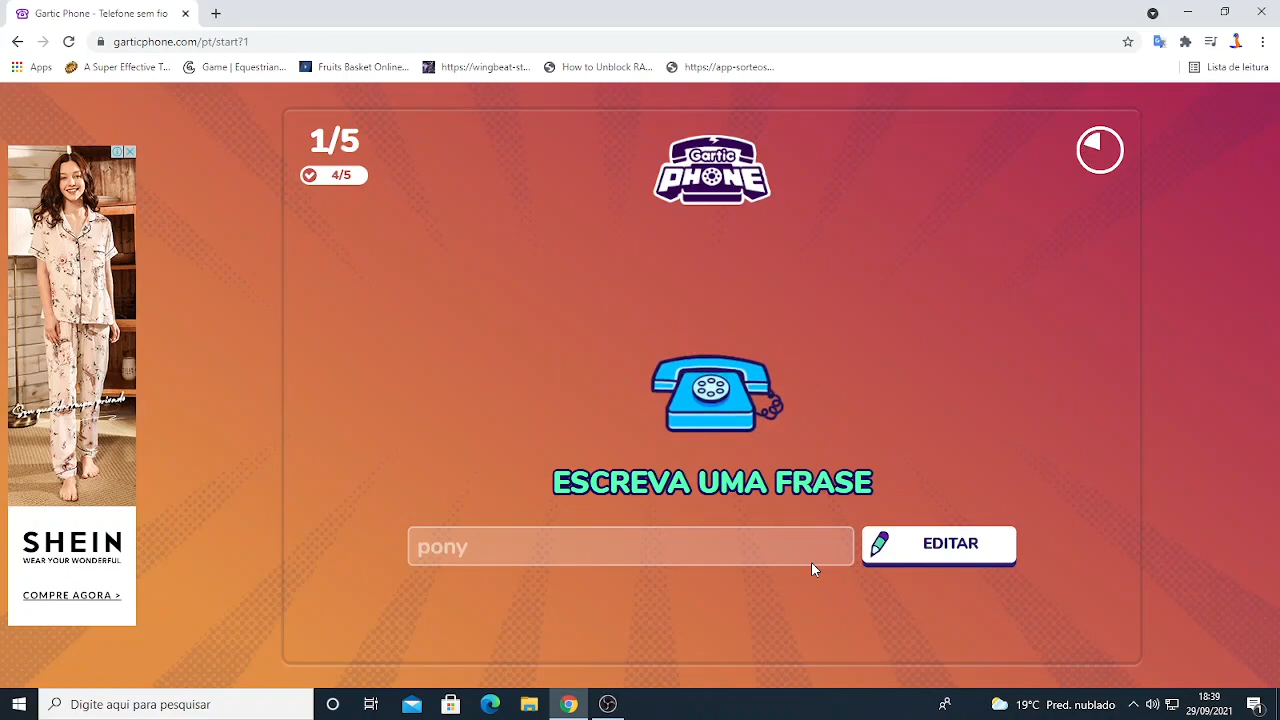 Gartic Phone - Telefone sem fio
garticphone.com/pt/start?1
Apps
A Super Effective T...
Game | Equestrian...
Fruits Basket Online...
https://wingbeat-st...
How to Unblock RA...
https://app-sorteos...
Lista de leitura
1/5
4/5
Gartic
PHONE
ESCREVA UMA FRASE
pony
EDITAR
SHEIN
WEAR YOUR WONDERFUL
COMPRE AGORA >
Digite aqui para pesquisar
19°C Pred. nublado
18:39
29/09/2021
1